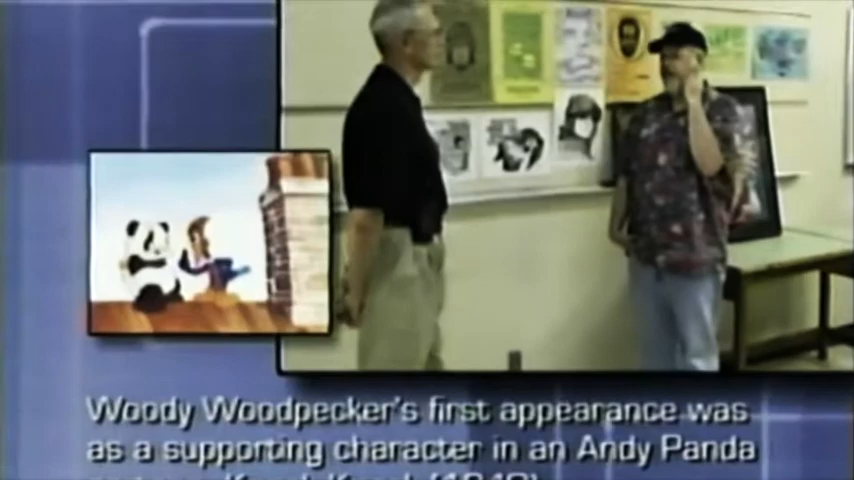 Woody Woodpecker's first appearance was
as a supporting character in an Andy Panda